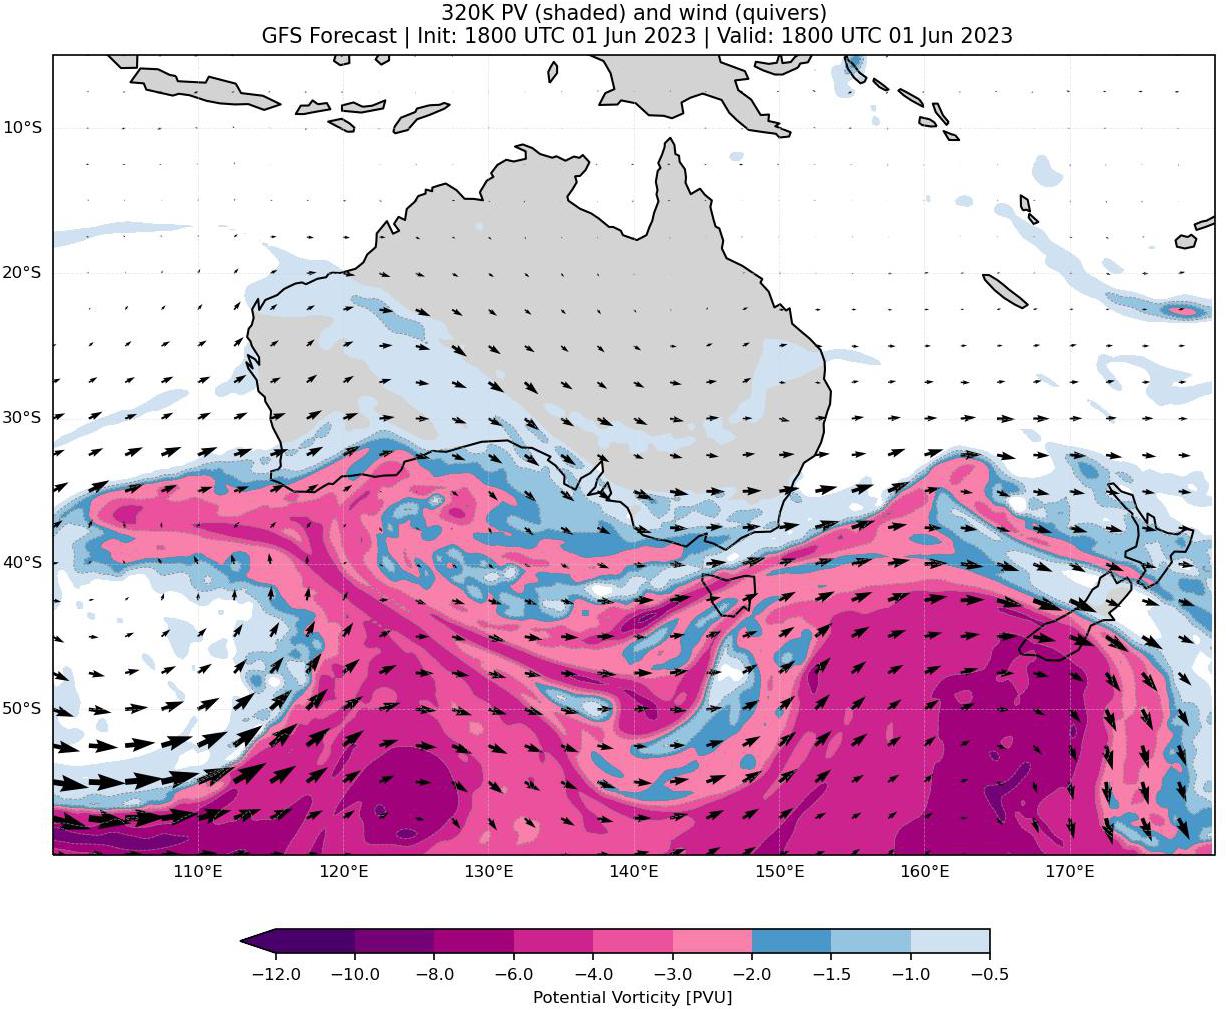 320K PV (shaded) and wind (quivers)
GFS Forecast | Init: 1800 UTC 01 Jun 2023 | Valid: 1800 UTC 01 Jun 2023
10°S
20°S
30°S
40°S
50°S
110°E 120°E 130°E 140°E 150°E 160°E 170°E
−12.0 −10.0 −8.0 −6.0 −4.0 −3.0 −2.0 −1.5 −1.0 −0.5
Potential Vorticity [PVU]